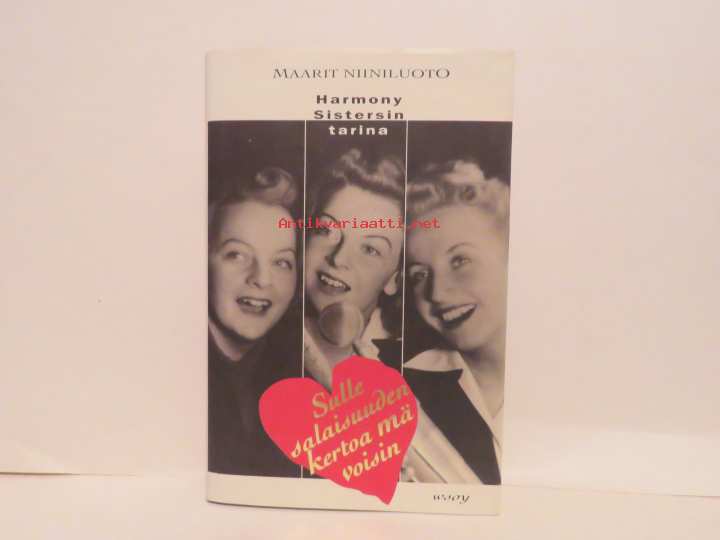 MAARIT NIINILUOTO
Harmony
Sistersin
tarina
Antikvariaatti.net
Sulle
salaisuuden
kertoa mä
voisin
wsoy